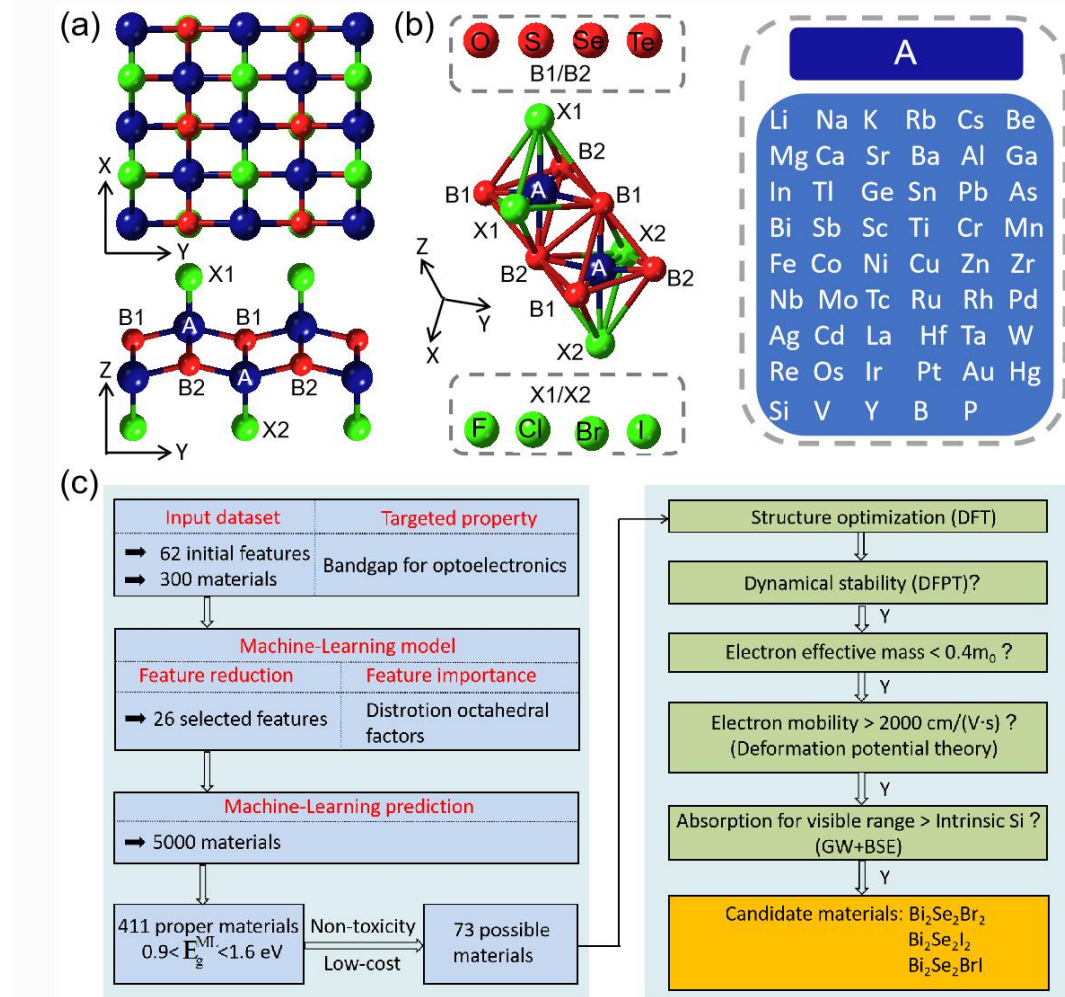 (a)
X
Y
X1
B1
A
B1
Z
B2
A
B2
Y
X2
(b)
O S Se Te
B1/B2
X1
B2
B1
A
B1
X1
X2
Z
B2
A
B2
Y
B1
X
X2
X1/X2
F Cl Br I
A
Li Na K Rb Cs Be
Mg Ca Sr Ba Al Ga
In Tl Ge Sn Pb As
Bi Sb Sc Ti Cr Mn
Fe Co Ni Cu Zn Zr
Nb Mo Tc Ru Rh Pd
Ag Cd La Hf Ta W
Re Os Ir Pt Au Hg
Si V Y B P
(c)
Input dataset
➡ 62 initial features
➡ 300 materials
Targeted property
Bandgap for optoelectronics
Machine-Learning model
Feature reduction
➡ 26 selected features
Feature importance
Distrotion octahedral
factors
Machine-Learning prediction
➡ 5000 materials
411 proper materials
0.9< E_g^ML <1.6 eV
Non-toxicity
Low-cost
73 possible
materials
Structure optimization (DFT)
Dynamical stability (DFPT)?
Y
Electron effective mass < 0.4m₀ ?
Y
Electron mobility > 2000 cm/(V·s) ?
(Deformation potential theory)
Y
Absorption for visible range > Intrinsic Si ?
(GW+BSE)
Y
Candidate materials: Bi₂Se₂Br₂
Bi₂Se₂I₂
Bi₂Se₂BrI